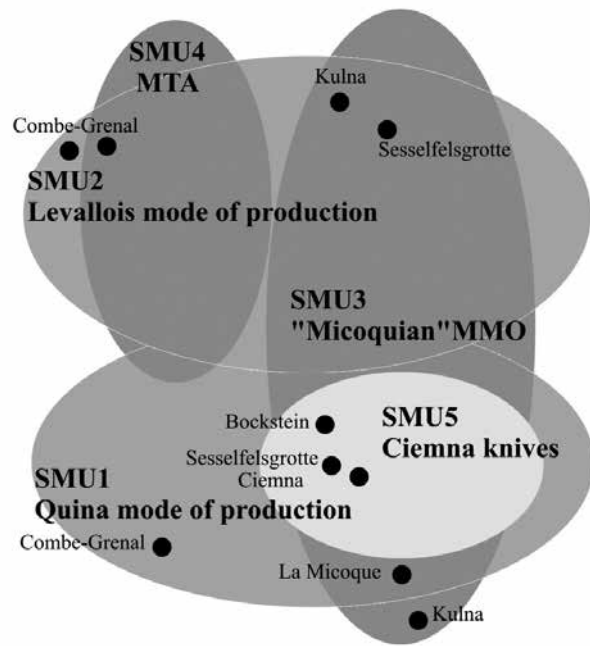 SMU4
MTA
Kulna
Combe-Grenal
Sesselfelsgrotte
SMU2
Levallois mode of production
SMU3
"Micoquian"MMO
Bockstein
SMU5
Ciemna knives
Sesselfelsgrotte
Ciemna
SMU1
Quina mode of production
Combe-Grenal
La Micoque
Kulna